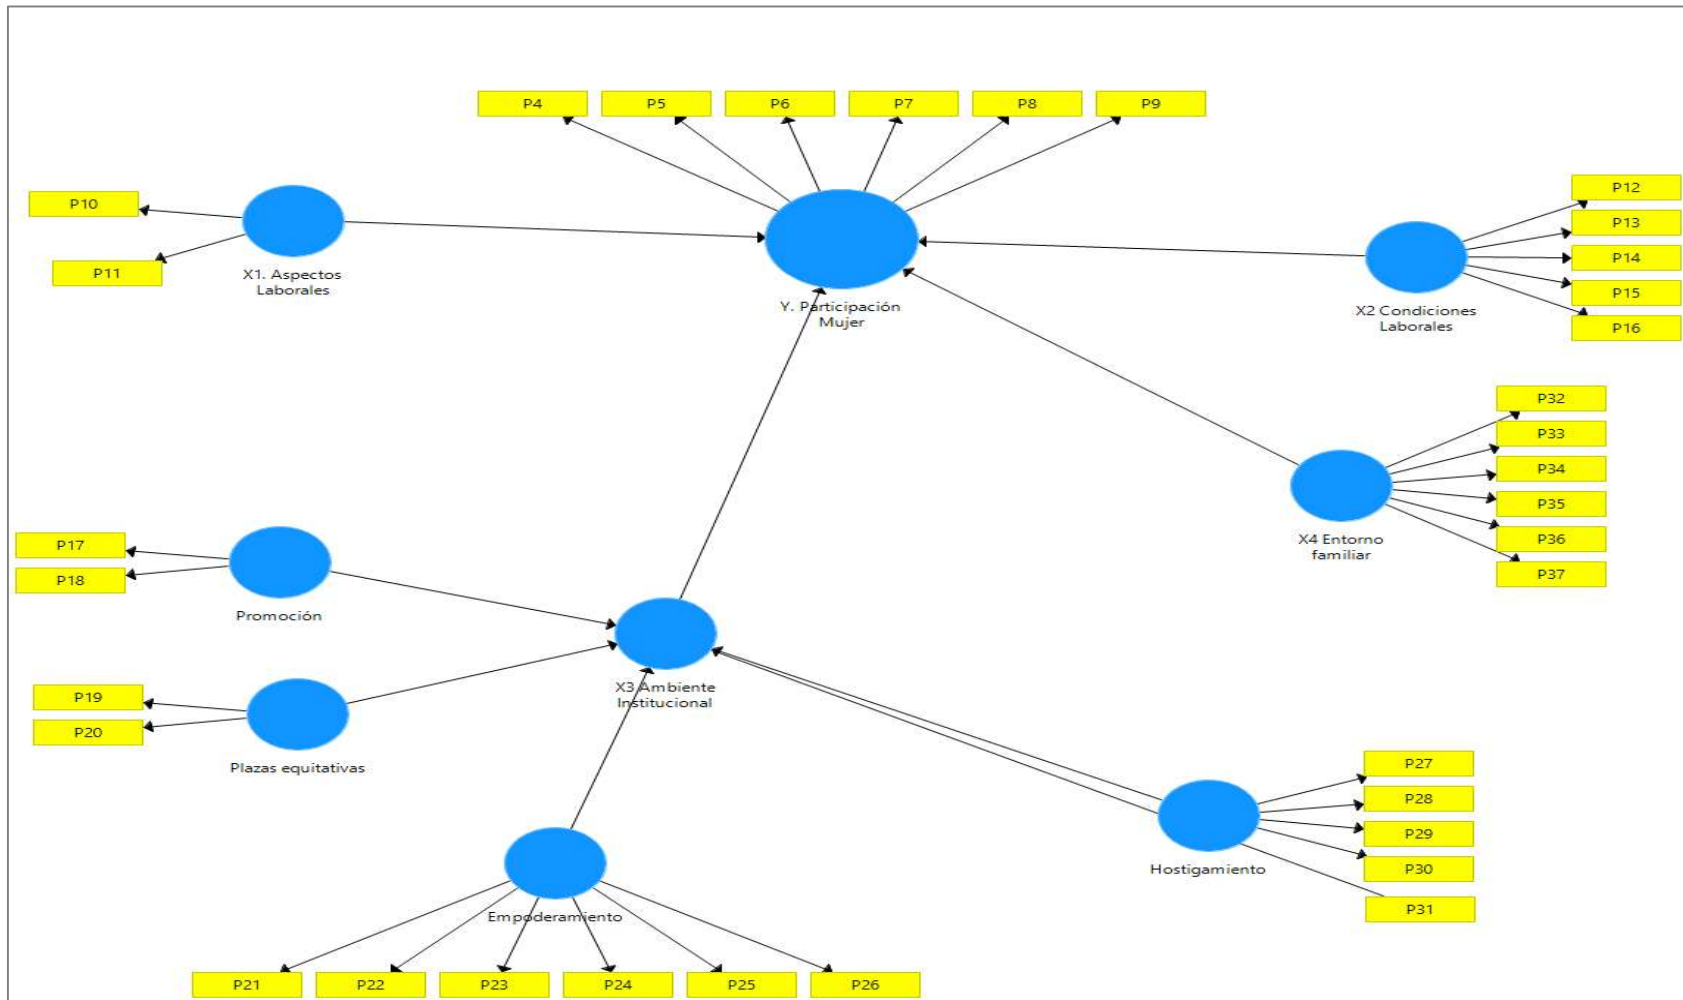 P4
P5
P6
P7
P8
P9
P10
P11
X1. Aspectos
Laborales
Y. Participación
Mujer
P12
P13
P14
P15
P16
X2 Condiciones
Laborales
P32
P33
P34
P35
P36
P37
X4 Entorno
familiar
P17
P18
Promoción
P19
P20
Plazas equitativas
X3 Ambiente
Institucional
P27
P28
P29
P30
P31
Hostigamiento
Empoderamiento
P21
P22
P23
P24
P25
P26